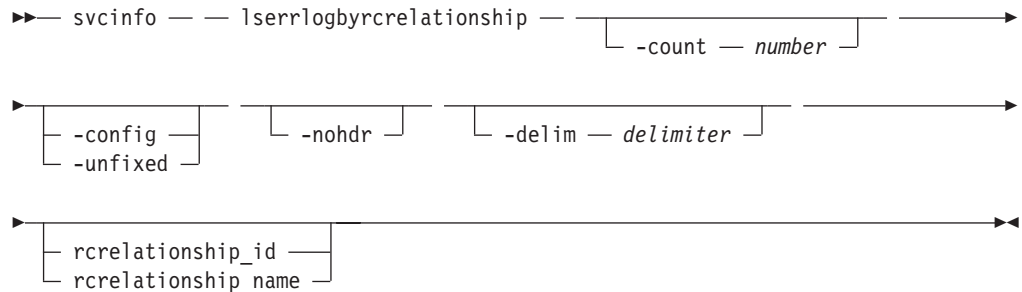 svcinfo lserrlogbyrcrelationship -count number
-config -nohdr -delim delimiter
-unfixed
rcrelationship_id
rcrelationship name